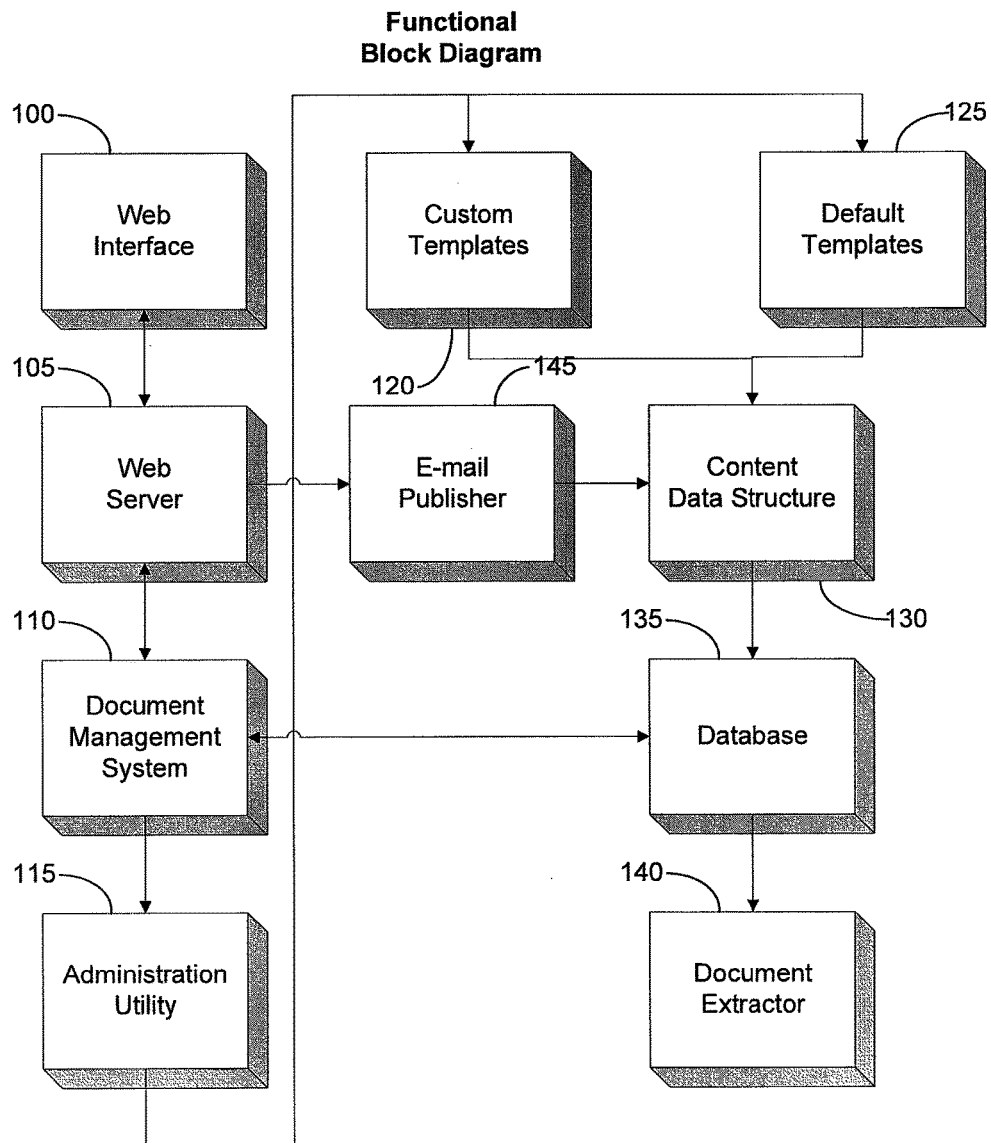 Functional
Block Diagram
100
Web
Interface
Custom
Templates
125
Default
Templates
105
Web
Server
120
145
E-mail
Publisher
Content
Data Structure
130
110
Document
Management
System
135
Database
115
Administration
Utility
140
Document
Extractor